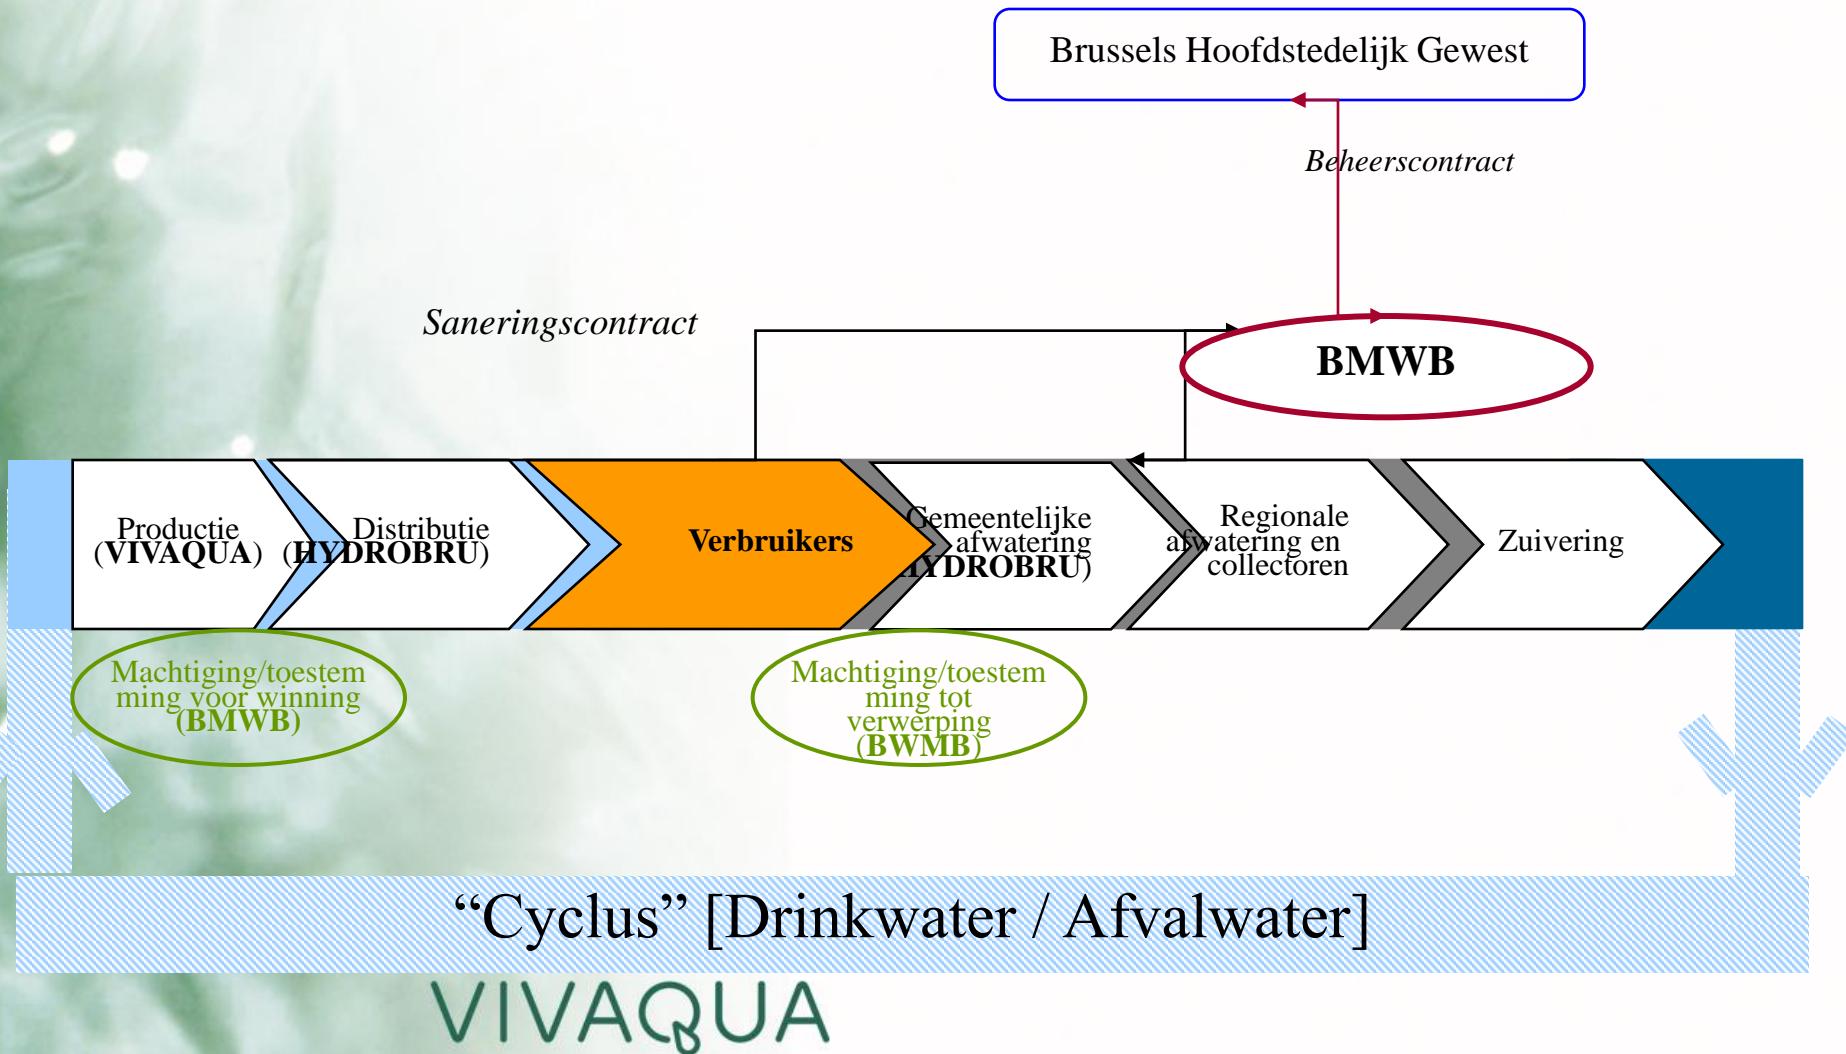 Brussels Hoofdstedelijk Gewest
Beheerscontract
Saneringscontract
BMWB
Productie
(VIVAQUA)
Distributie
(HYDROBRU)
Verbruikers
Gemeentelijke
afwatering
HYDROBRU)
Regionale
afwatering en
collectoren
Zuivering
Machtiging/toestem
ming voor winning
(BMWB)
Machtiging/toestem
ming tot
verwerping
(BWMB)
“Cyclus” [Drinkwater / Afvalwater]
VIVAQUA